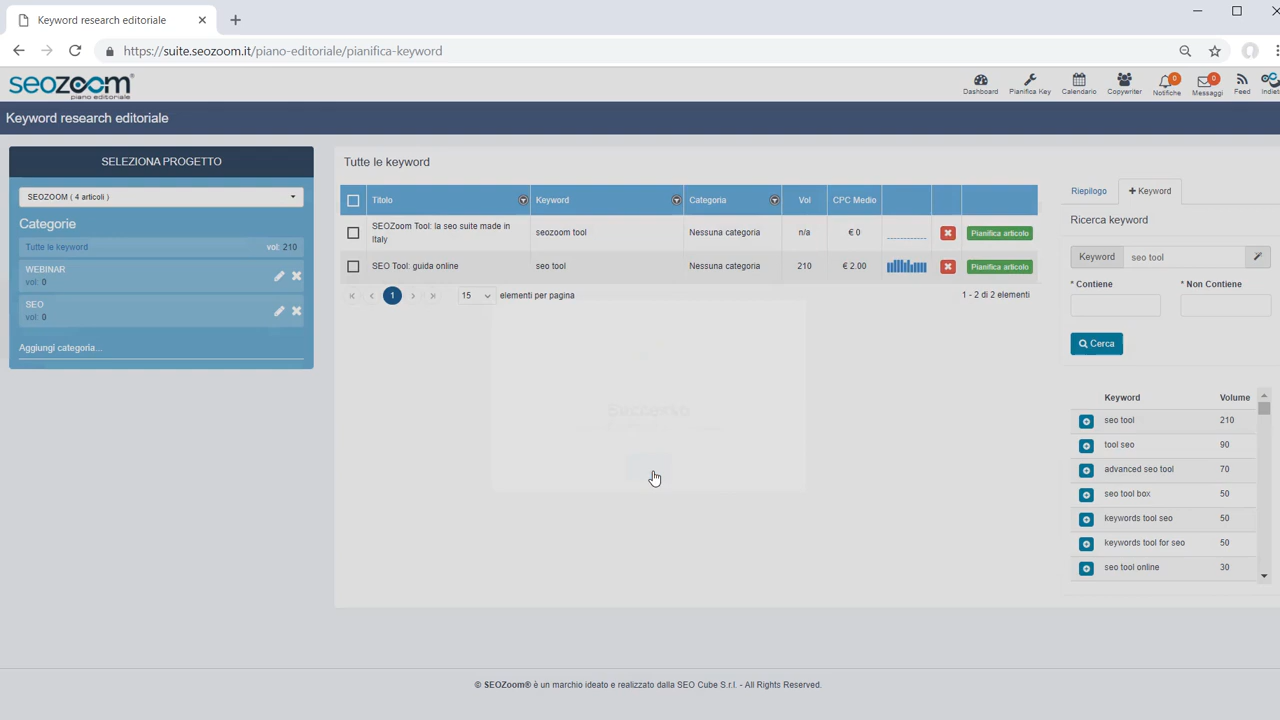 Keyword research editoriale
https://suite.seozoom.it/piano-editoriale/pianifica-keyword
seozoom®
piano editoriale
Dashboard
Pianifica Key
Calendario
Copywriter
0
Notifiche
0
Messaggi
Feed
Keyword research editoriale
SELEZIONA PROGETTO
SEOZOOM ( 4 articoli )
Categorie
Tutte le keyword vol: 210
WEBINAR
vol: 0
SEO
vol: 0
Aggiungi categoria...
Tutte le keyword
Titolo Keyword Categoria Vol CPC Medio
SEOZoom Tool: la seo suite made in
Italy
seozoom tool Nessuna categoria n/a € 0 Pianifica articolo
SEO Tool: guida online seo tool Nessuna categoria 210 € 2.00 Pianifica articolo
1 15 elementi per pagina 1 - 2 di 2 elementi
Successo
Riepilogo
+ Keyword
Ricerca keyword
Keyword seo tool
* Contiene * Non Contiene
Cerca
Keyword Volume
seo tool 210
tool seo 90
advanced seo tool 70
seo tool box 50
keywords tool seo 50
keywords tool for seo 50
seo tool online 30
© SEOZoom® è un marchio ideato e realizzato dalla SEO Cube S.r.l. - All Rights Reserved.